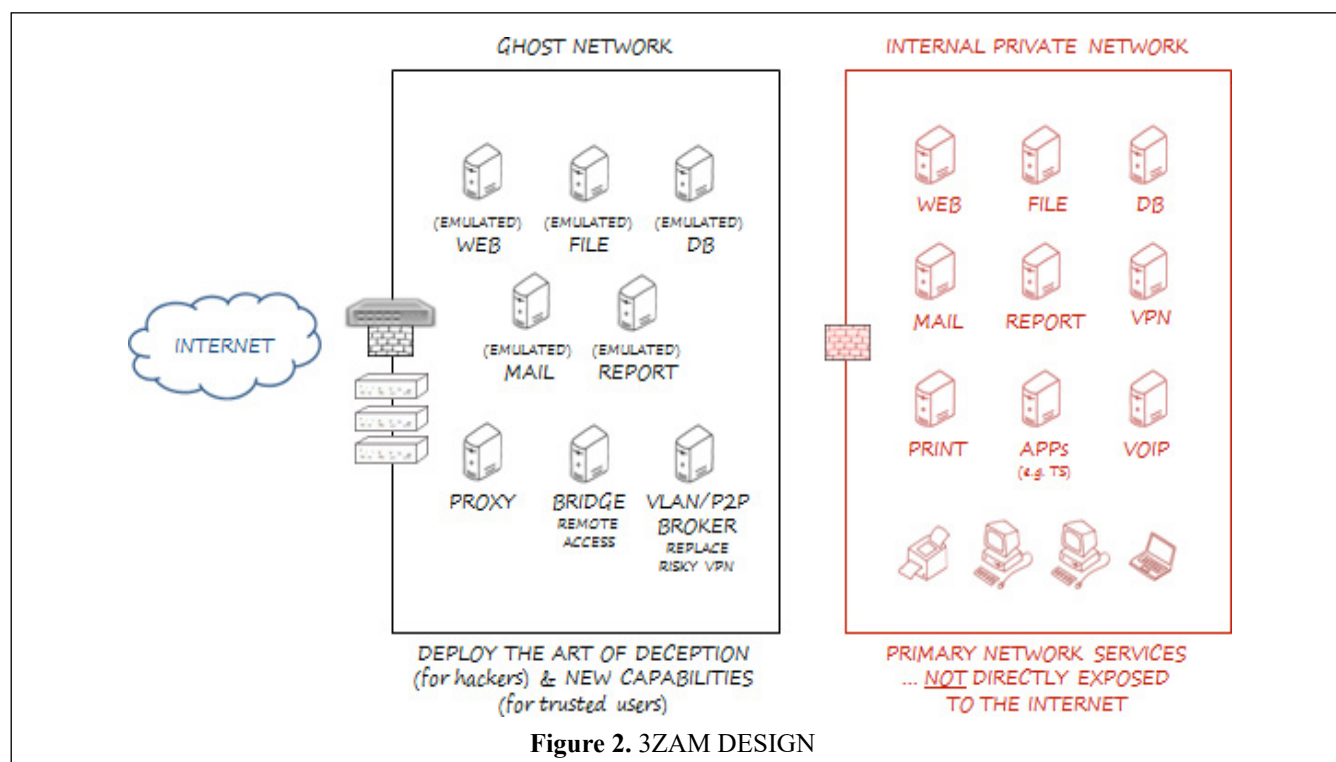 GHOST NETWORK
INTERNET
(EMULATED) (EMULATED) (EMULATED)
WEB FILE DB
(EMULATED) (EMULATED)
MAIL REPORT
PROXY BRIDGE VLAN/P2P
REMOTE BROKER
ACCESS REPLACE
RISKY VPN
DEPLOY THE ART OF DECEPTION
(for hackers) & NEW CAPABILITIES
(for trusted users)
INTERNAL PRIVATE NETWORK
WEB FILE DB
MAIL REPORT VPN
PRINT APPs VOIP
(e.g. TS)
PRIMARY NETWORK SERVICES
... NOT DIRECTLY EXPOSED
TO THE INTERNET
Figure 2. 3ZAM DESIGN